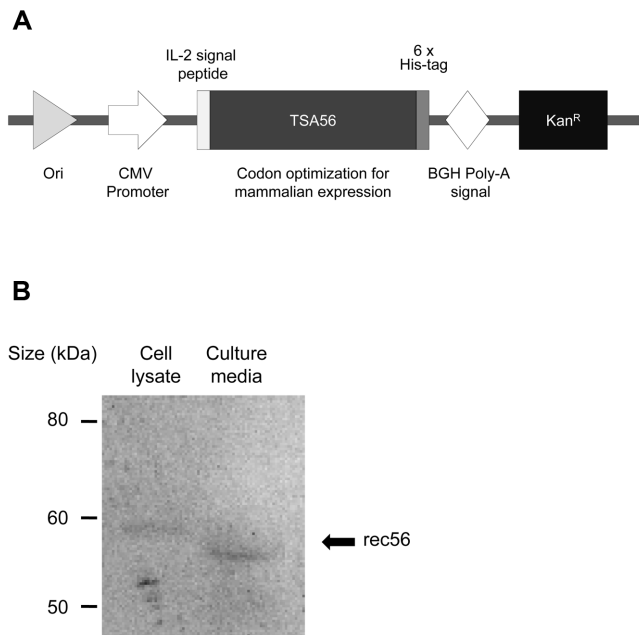 A
IL-2 signal
peptide
6 x
His-tag
TSA56
Kan^R
Ori
CMV
Promoter
Codon optimization for
mammalian expression
BGH Poly-A
signal
B
Size (kDa)
Cell
lysate
Culture
media
80
60
rec56
50